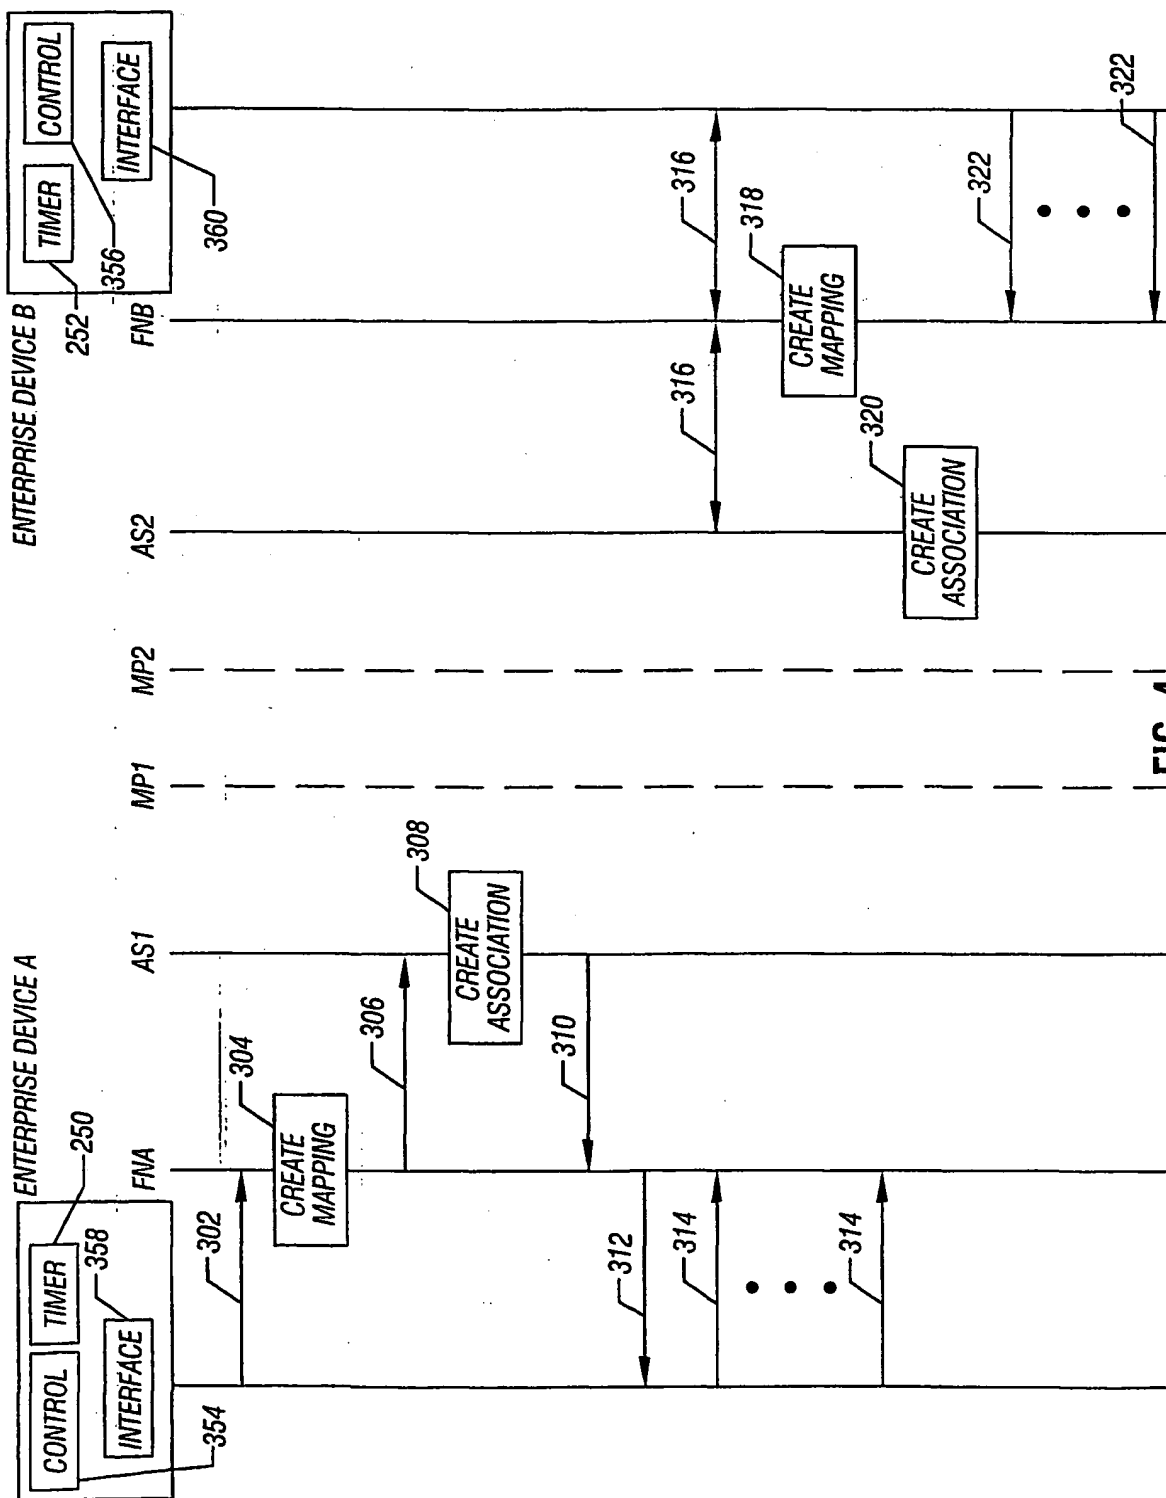 ENTERPRISE DEVICE A
CONTROL
TIMER
250
INTERFACE
358
354
FNA
AS1
MP1
MP2
AS2
ENTERPRISE DEVICE B
TIMER
CONTROL
INTERFACE
252
356
360
FNB
302
304
CREATE
MAPPING
306
308
CREATE
ASSOCIATION
310
312
314
314
316
316
318
CREATE
MAPPING
320
CREATE
ASSOCIATION
322
322